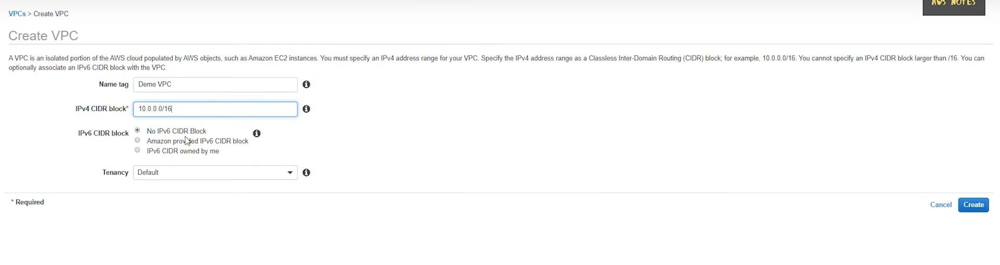 AWS NOTES
VPCs > Create VPC
Create VPC
A VPC is an isolated portion of the AWS cloud populated by AWS objects, such as Amazon EC2 instances. You must specify an IPv4 address range for your VPC. Specify the IPv4 address range as a Classless Inter-Domain Routing (CIDR) block; for example, 10.0.0.0/16. You cannot specify an IPv4 CIDR block larger than /16. You can
optionally associate an IPv6 CIDR block with the VPC.
Name tag Demo VPC
IPv4 CIDR block* 10.0.0.0/16
IPv6 CIDR block No IPv6 CIDR Block
Amazon provided IPv6 CIDR block
IPv6 CIDR owned by me
Tenancy Default
* Required
Cancel Create